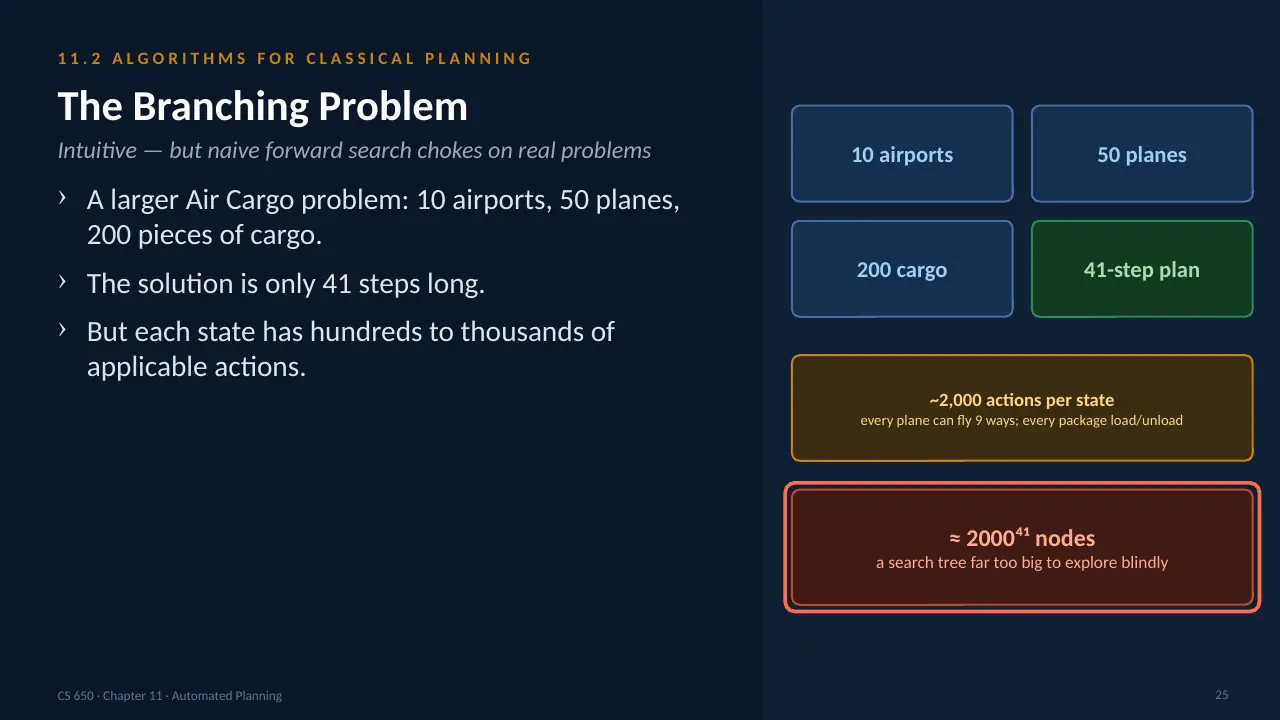 11.2 ALGORITHMS FOR CLASSICAL PLANNING
The Branching Problem
Intuitive — but naive forward search chokes on real problems
› A larger Air Cargo problem: 10 airports, 50 planes,
200 pieces of cargo.
› The solution is only 41 steps long.
› But each state has hundreds to thousands of
applicable actions.
10 airports
50 planes
200 cargo
41-step plan
~2,000 actions per state
every plane can fly 9 ways; every package load/unload
≈ 2000⁴¹ nodes
a search tree far too big to explore blindly
CS 650 · Chapter 11 · Automated Planning
25